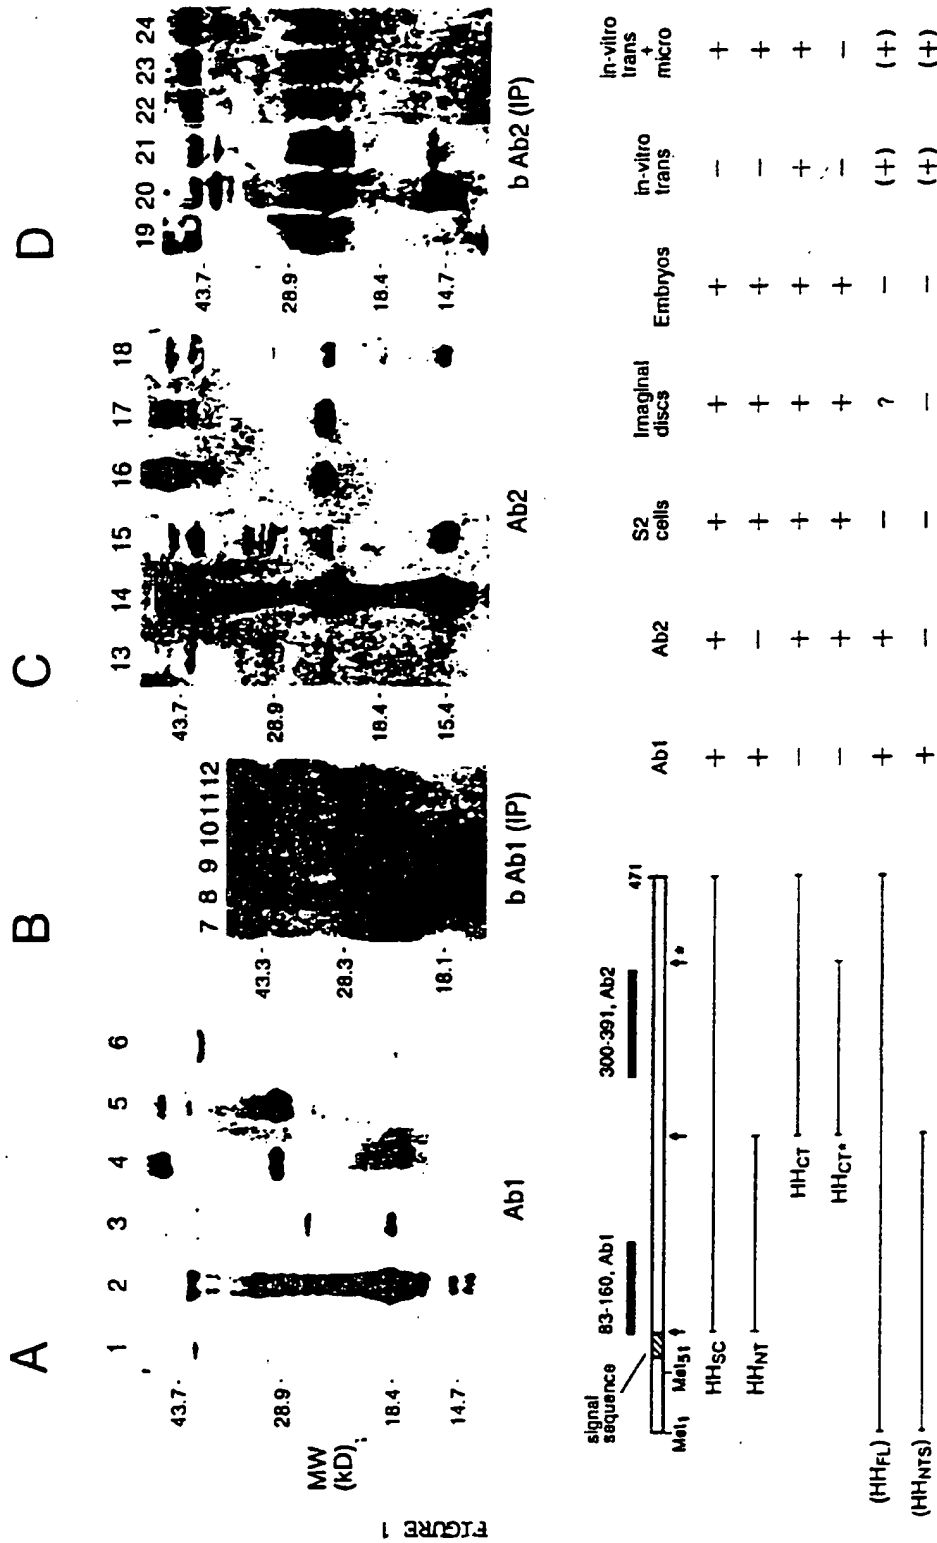 FIGURE 1
A
1 2 3 4 5 6
MW
(kD)
43.7 -
28.9 -
18.4 -
14.7 -
Ab1
B
7 8 9 10 11 12
43.3 -
28.3 -
18.1 -
b Ab1 (IP)
C
13 14 15 16 17 18
43.7 -
28.9 -
18.4 -
15.4 -
Ab2
D
19 20 21 22 23 24
43.7 -
28.9 -
18.4 -
14.7 -
b Ab2 (IP)
signal
sequence
83-160, Ab1
300-391, Ab2
Met1 Met51 * 471
Ab1 Ab2 S2 cells Imaginal discs Embryos in-vitro trans in-vitro trans + micro
HHSC + + + + + - +
HHNT + - + + + - +
HHCT - + + + + + +
HHCT* - + + + + - -
(HHFL) + + - ? - (+) (+)
(HHNTS) + - - - - (+) (+)